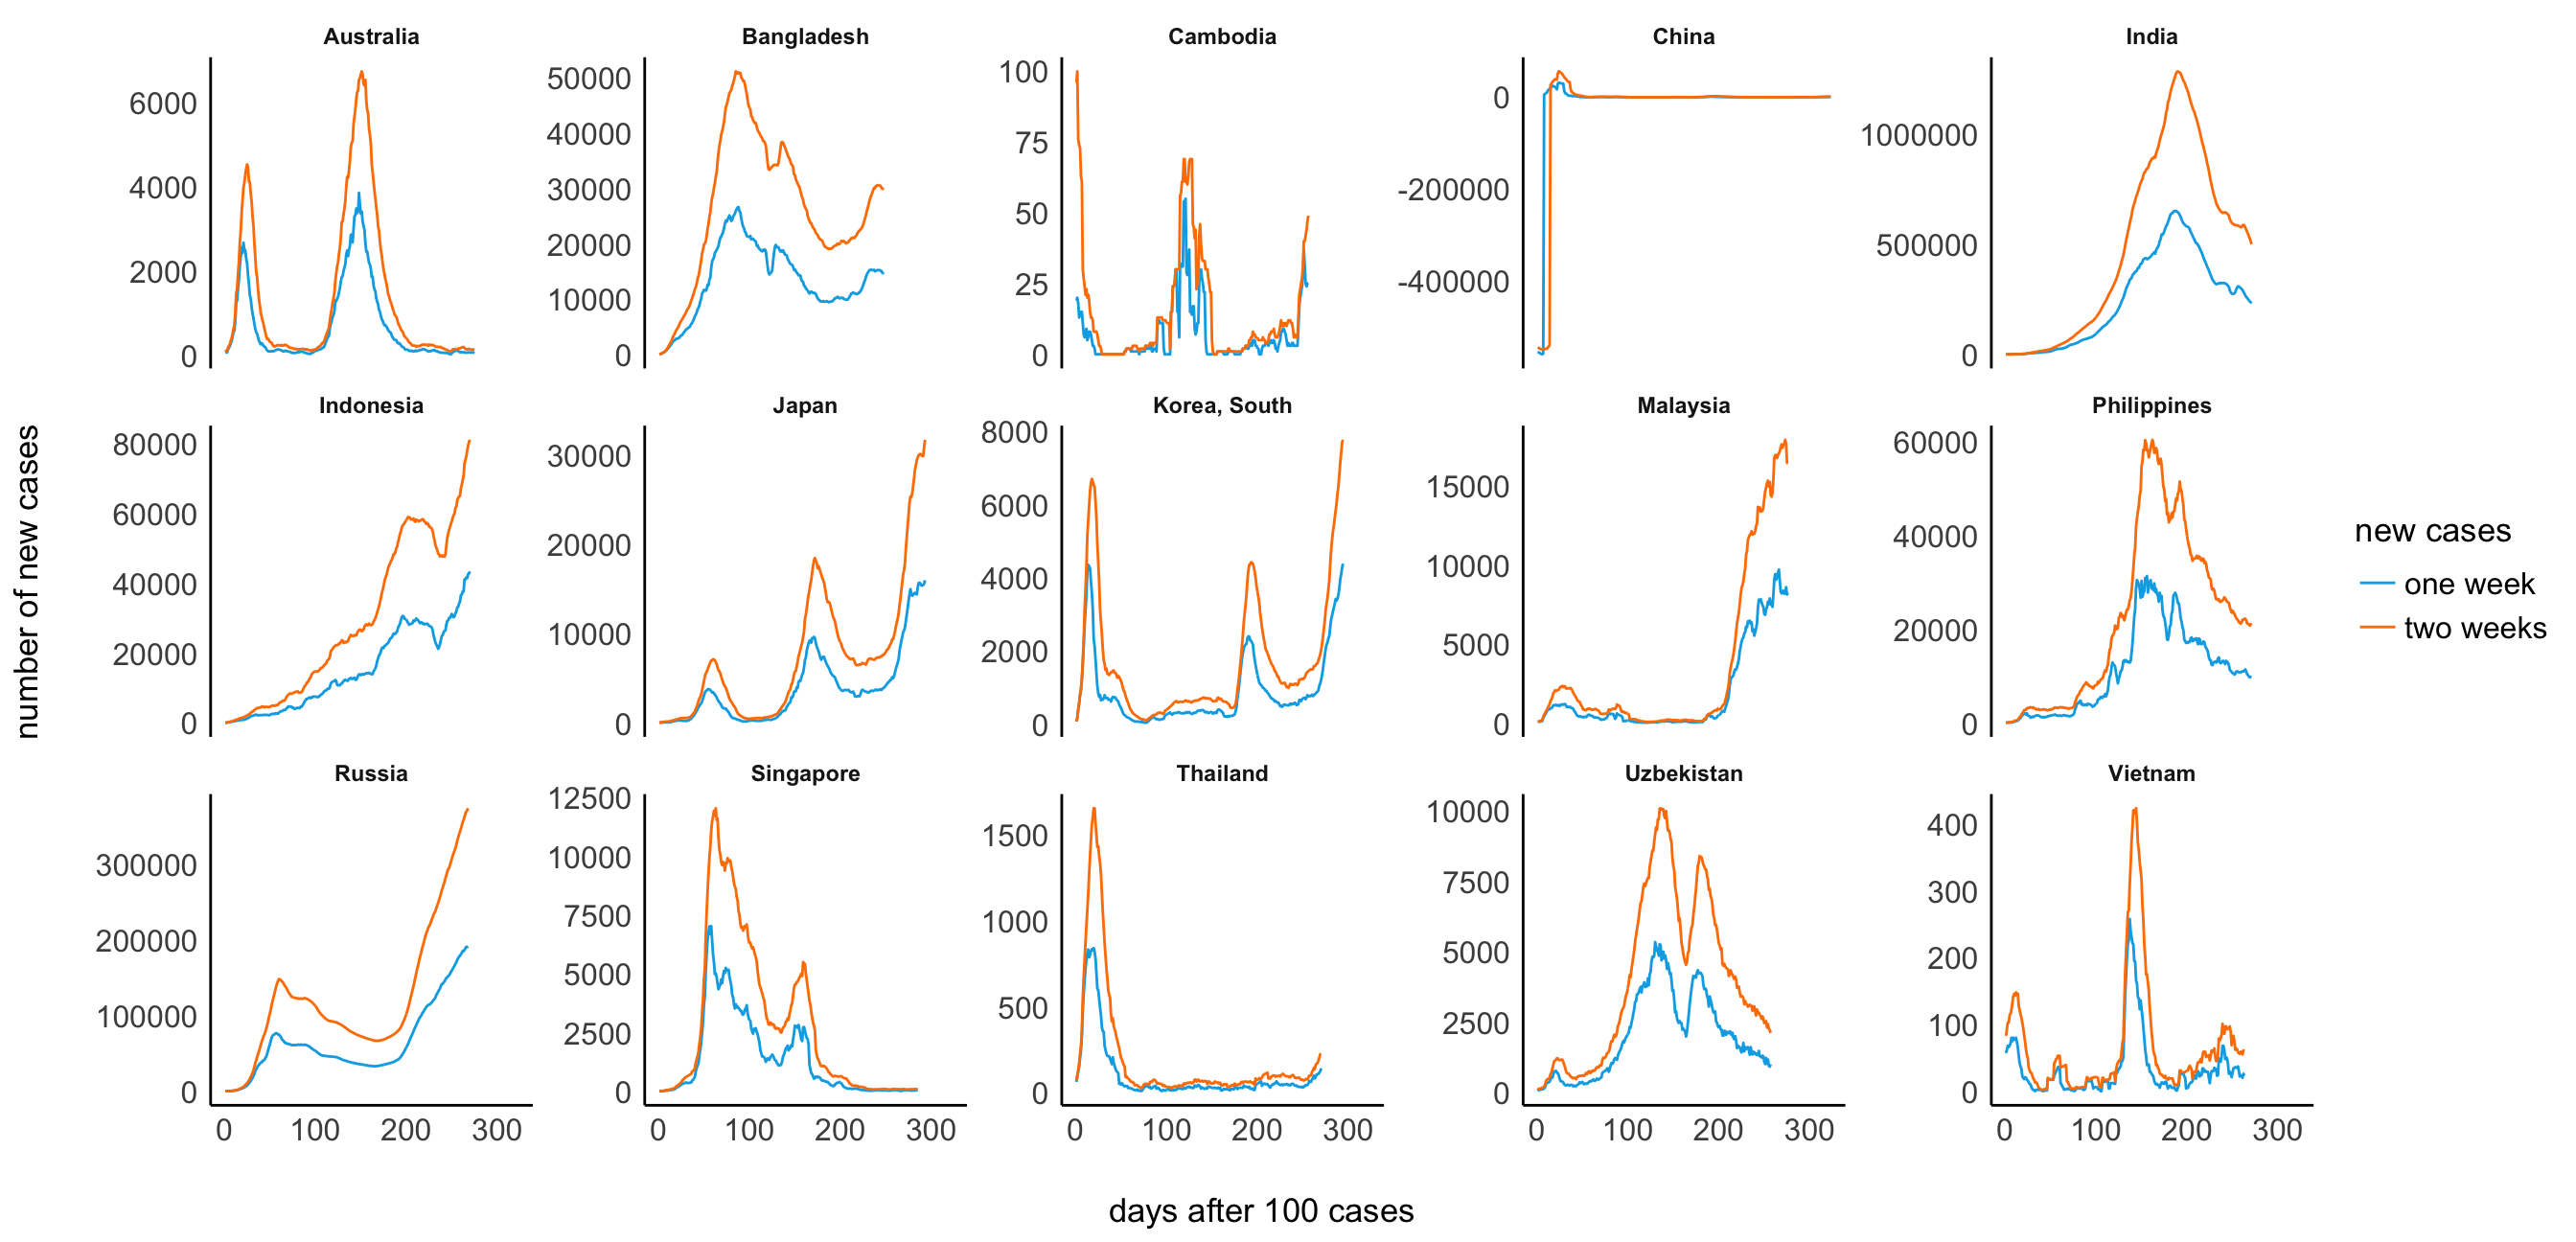 Australia
Bangladesh
Cambodia
China
India
6000
4000
2000
0
50000
40000
30000
20000
10000
0
100
75
50
25
0
0
-200000
-400000
1000000
500000
0
Indonesia
Japan
Korea, South
Malaysia
Philippines
80000
60000
40000
20000
0
30000
20000
10000
0
8000
6000
4000
2000
0
15000
10000
5000
0
60000
40000
20000
0
Russia
Singapore
Thailand
Uzbekistan
Vietnam
300000
200000
100000
0
12500
10000
7500
5000
2500
0
1500
1000
500
0
10000
7500
5000
2500
0
400
300
200
100
0
0 100 200 300
0 100 200 300
0 100 200 300
0 100 200 300
0 100 200 300
days after 100 cases
number of new cases
new cases
one week
two weeks